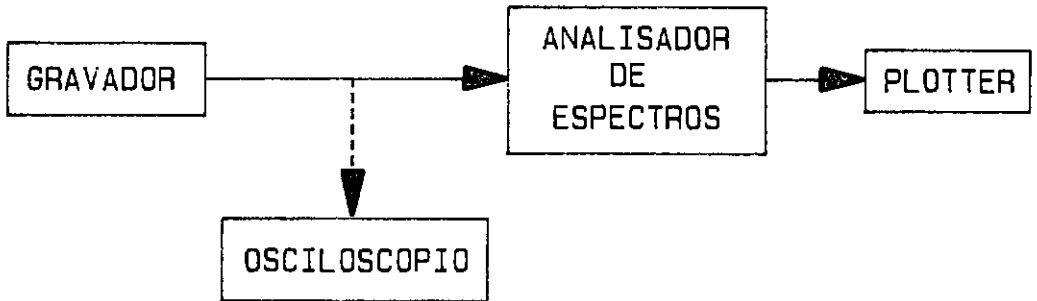 GRAVADOR
ANALISADOR
DE
ESPECTROS
PLOTTER
OSCILOSCOPIO